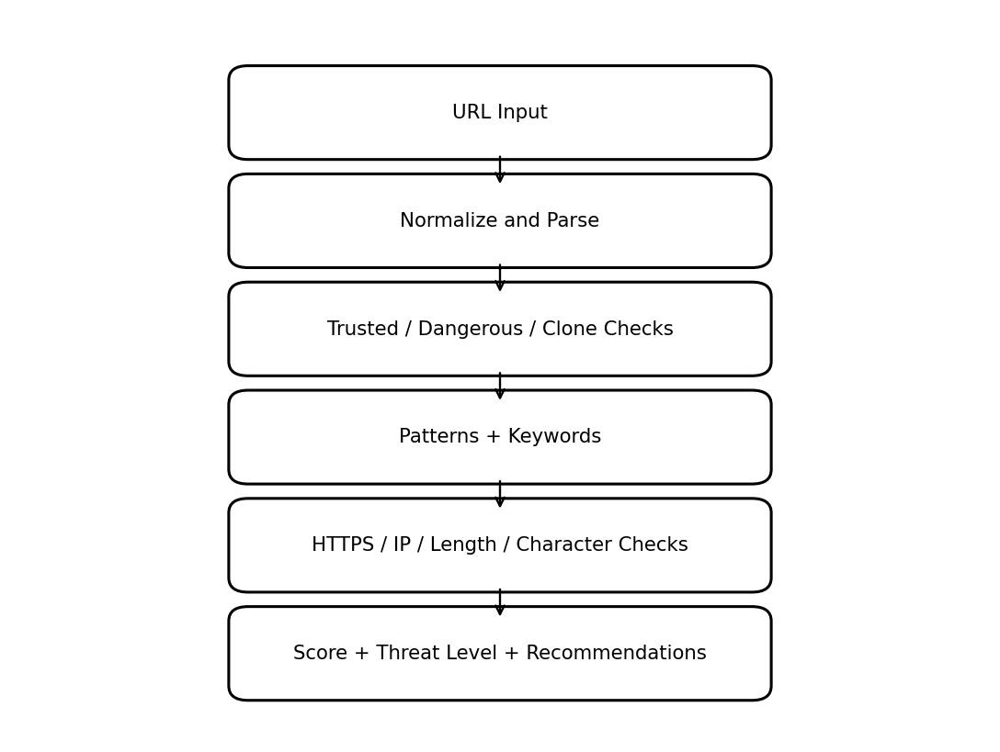 URL Input
Normalize and Parse
Trusted / Dangerous / Clone Checks
Patterns + Keywords
HTTPS / IP / Length / Character Checks
Score + Threat Level + Recommendations